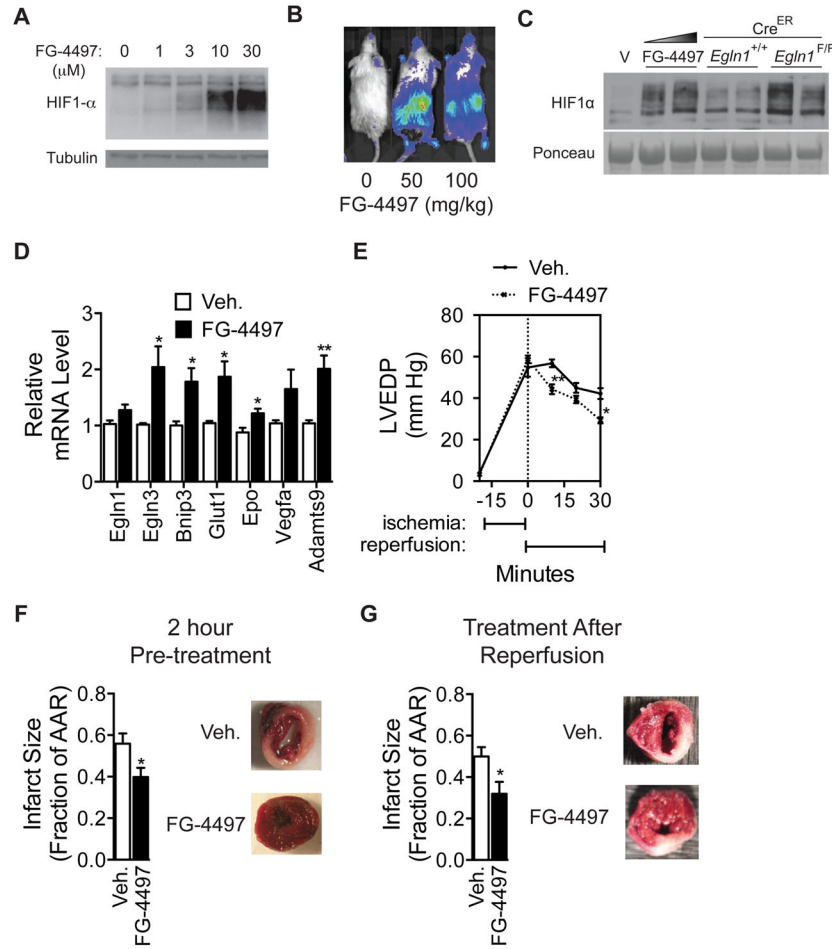 A
FG-4497: 0 1 3 10 30
(μM)
HIF1-α
Tubulin
B
0 50 100
FG-4497 (mg/kg)
C
Cre^ER
V FG-4497 Egln1^+/+ Egln1^F/F
HIF1α
Ponceau
D
Veh.
FG-4497
Relative
mRNA Level
3
2
1
0
* * * * **
Egln1 Egln3 Bnip3 Glut1 Epo Vegfa Adamts9
E
Veh.
FG-4497
LVEDP
(mm Hg)
80
60
40
20
0
** *
-15 0 15 30
ischemia:
reperfusion:
Minutes
F
2 hour
Pre-treatment
Infarct Size
(Fraction of AAR)
0.8
0.6
0.4
0.2
0.0
*
Veh.
FG-4497
Veh.
FG-4497
G
Treatment After
Reperfusion
Infarct Size
(Fraction of AAR)
0.8
0.6
0.4
0.2
0.0
*
Veh.
FG-4497
Veh.
FG-4497